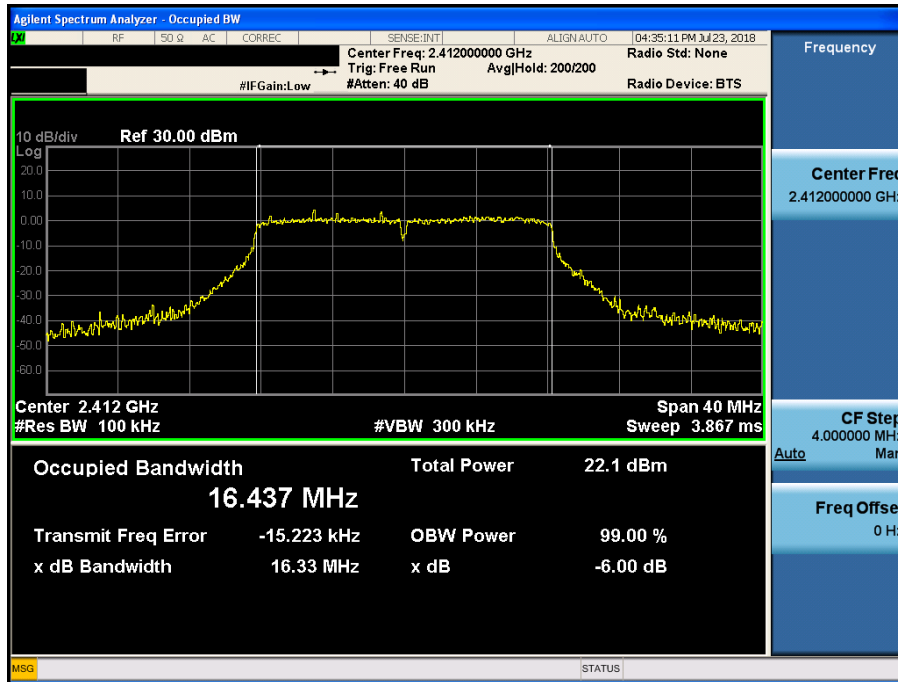 Agilent Spectrum Analyzer - Occupied BW
LXI RF 50 Ω AC CORREC SENSE:INT ALIGNAUTO 04:35:11 PM Jul 23, 2018
Frequency
Center Freq: 2.412000000 GHz Radio Std: None
Trig: Free Run Avg|Hold: 200/200
#IFGain:Low #Atten: 40 dB Radio Device: BTS
10 dB/div Ref 30.00 dBm
Log
20.0
10.0
0.00
-10.0
-20.0
-30.0
-40.0
-50.0
-60.0
Center 2.412 GHz Span 40 MHz
#Res BW 100 kHz #VBW 300 kHz Sweep 3.867 ms
Occupied Bandwidth Total Power 22.1 dBm
16.437 MHz
Transmit Freq Error -15.223 kHz OBW Power 99.00 %
x dB Bandwidth 16.33 MHz x dB -6.00 dB
Center Freq
2.412000000 GHz
CF Step
4.000000 MHz
Auto Man
Freq Offse
0 Hz
MSG STATUS